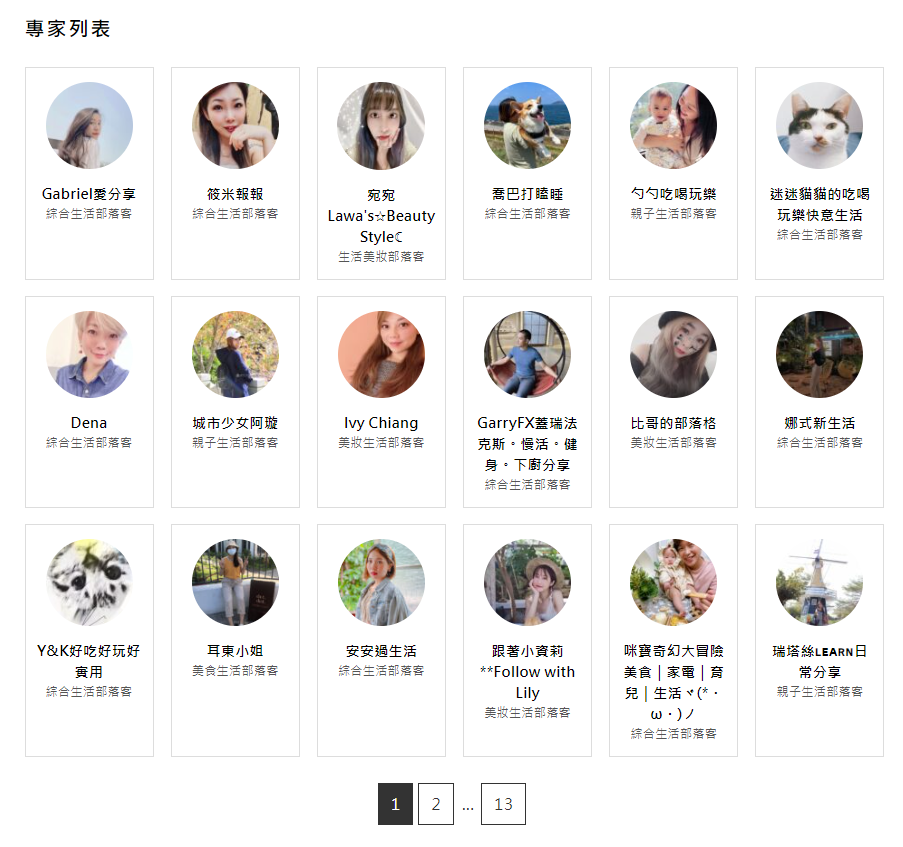 專家列表
Gabriel愛分享
綜合生活部落客
筱米報報
綜合生活部落客
宛宛
Lawa's☆Beauty
Style☾
生活美妝部落客
喬巴打瞌睡
綜合生活部落客
勺勺吃喝玩樂
親子生活部落客
迷迷貓貓的吃喝
玩樂快意生活
綜合生活部落客
Dena
綜合生活部落客
城市少女阿璇
親子生活部落客
Ivy Chiang
美妝生活部落客
GarryFX蓋瑞法
克斯。慢活。健
身。下廚分享
綜合生活部落客
比哥的部落格
美妝生活部落客
娜式新生活
綜合生活部落客
Y&K好吃好玩好
實用
綜合生活部落客
耳東小姐
美食生活部落客
安安過生活
綜合生活部落客
跟著小資莉
**Follow with
Lily
美妝生活部落客
咪寶奇幻大冒險
美食│家電│育
兒│生活ヾ(*・
ω・)ノ
綜合生活部落客
瑞塔絲ʟᴇᴀʀɴ日
常分享
親子生活部落客
1 2 ... 13